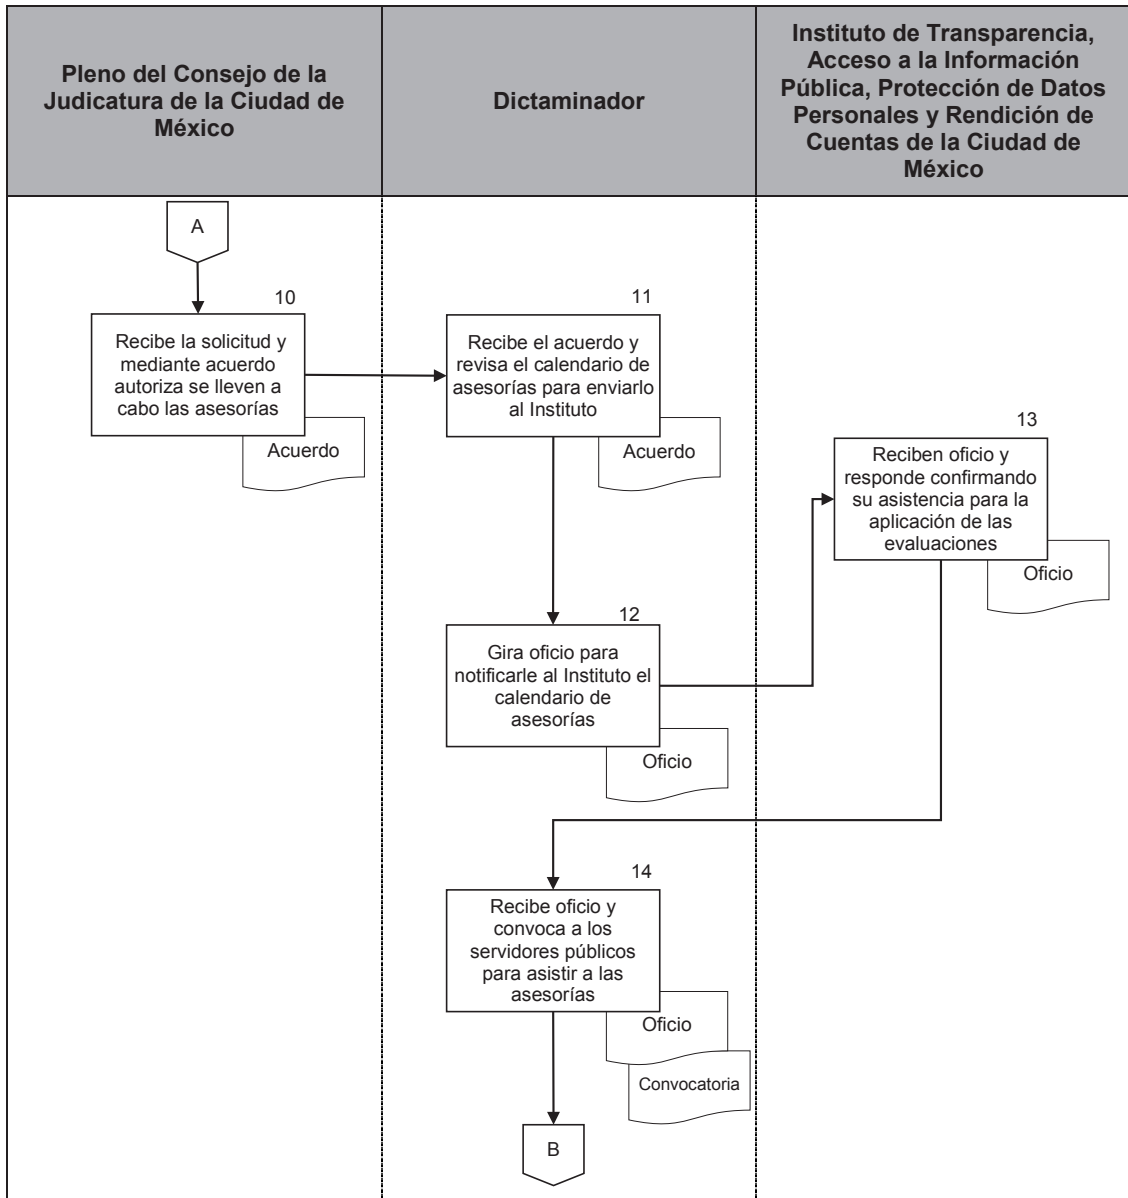 Pleno del Consejo de la
Judicatura de la Ciudad de
México
Dictaminador
Instituto de Transparencia,
Acceso a la Información
Pública, Protección de Datos
Personales y Rendición de
Cuentas de la Ciudad de
México
A
10
Recibe la solicitud y
mediante acuerdo
autoriza se lleven a
cabo las asesorías
Acuerdo
11
Recibe el acuerdo y
revisa el calendario de
asesorías para enviarlo
al Instituto
Acuerdo
12
Gira oficio para
notificarle al Instituto el
calendario de
asesorías
Oficio
13
Reciben oficio y
responde confirmando
su asistencia para la
aplicación de las
evaluaciones
Oficio
14
Recibe oficio y
convoca a los
servidores públicos
para asistir a las
asesorías
Oficio
Convocatoria
B